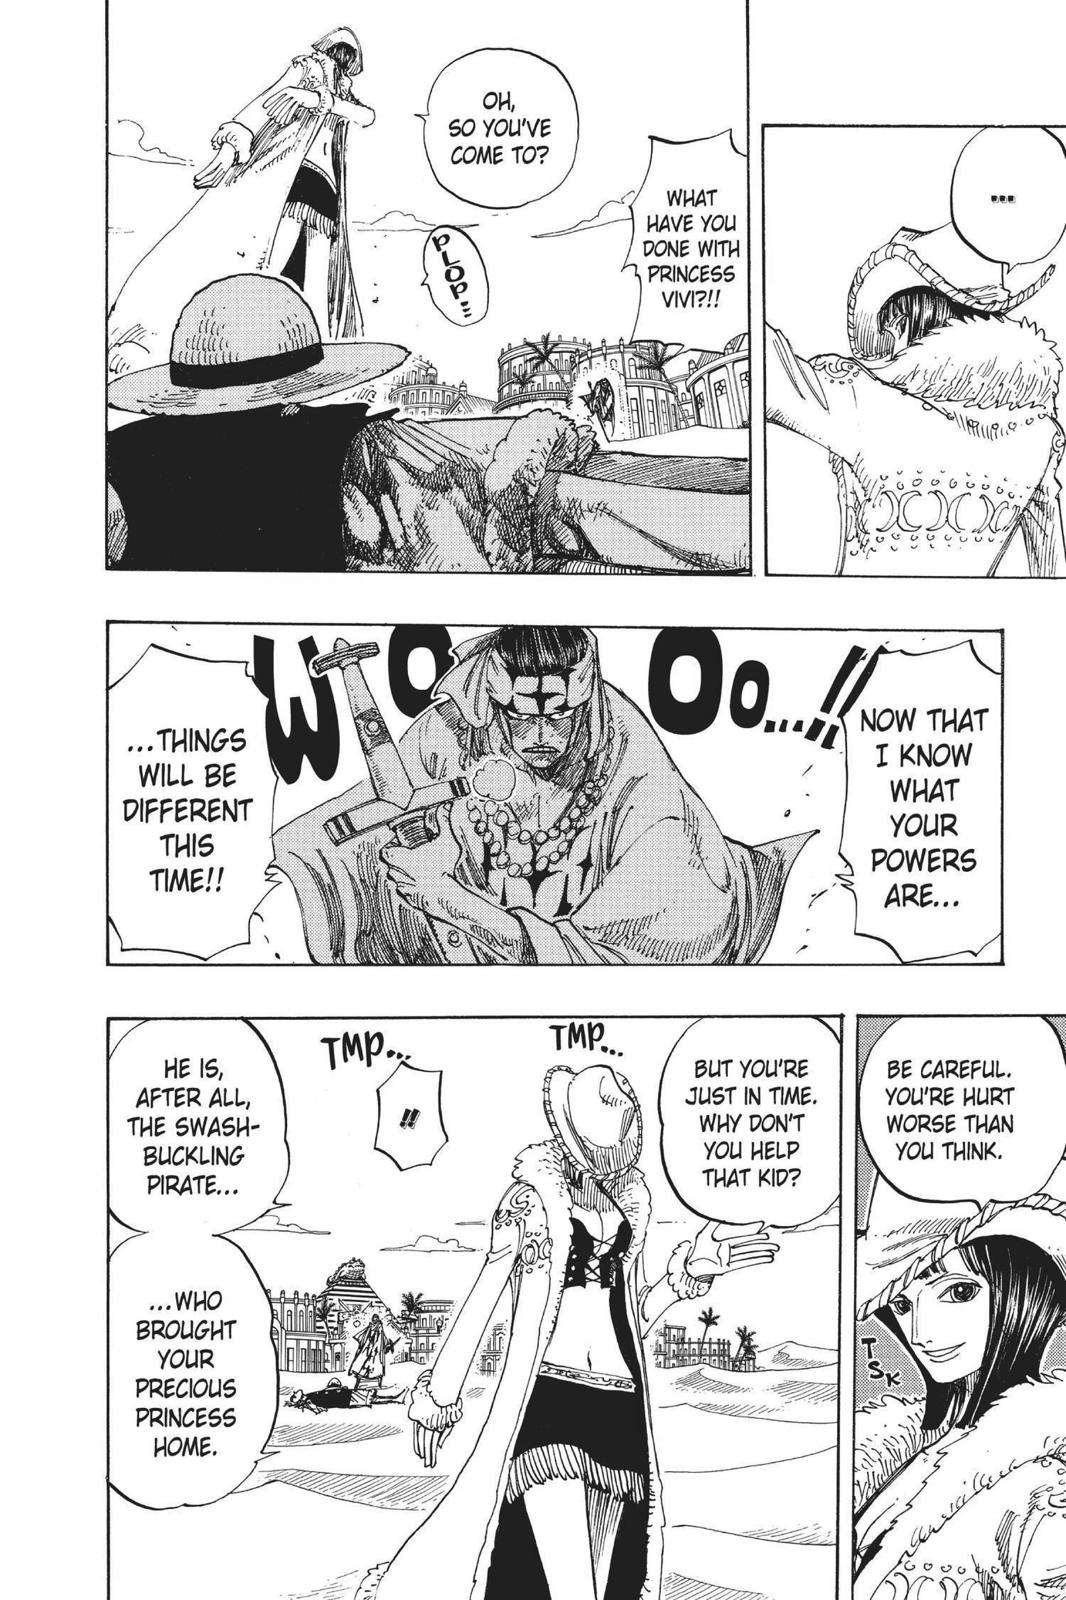 ...
OH,
SO YOU'VE
COME TO?
WHAT
HAVE YOU
DONE WITH
PRINCESS
VIVI?!!
PLOP...
NOW THAT
I KNOW
WHAT
YOUR
POWERS
ARE...
WOOOO...!!
...THINGS
WILL BE
DIFFERENT
THIS
TIME!!
BE CAREFUL.
YOU'RE HURT
WORSE THAN
YOU THINK.
TSK
BUT YOU'RE
JUST IN TIME.
WHY DON'T
YOU HELP
THAT KID?
TMP...
TMP...
!!
HE IS,
AFTER ALL,
THE SWASH-
BUCKLING
PIRATE...
...WHO
BROUGHT
YOUR
PRECIOUS
PRINCESS
HOME.